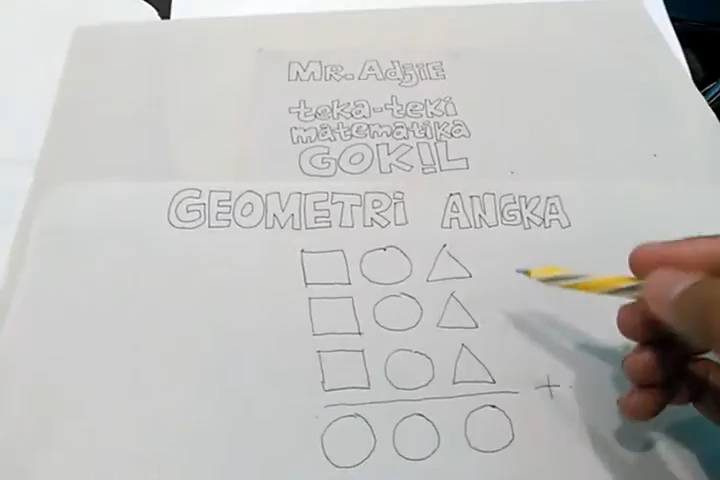 Mr. Adjie
teka-teki
matematika
GOK!L
GEOMETRi ANGKA
+